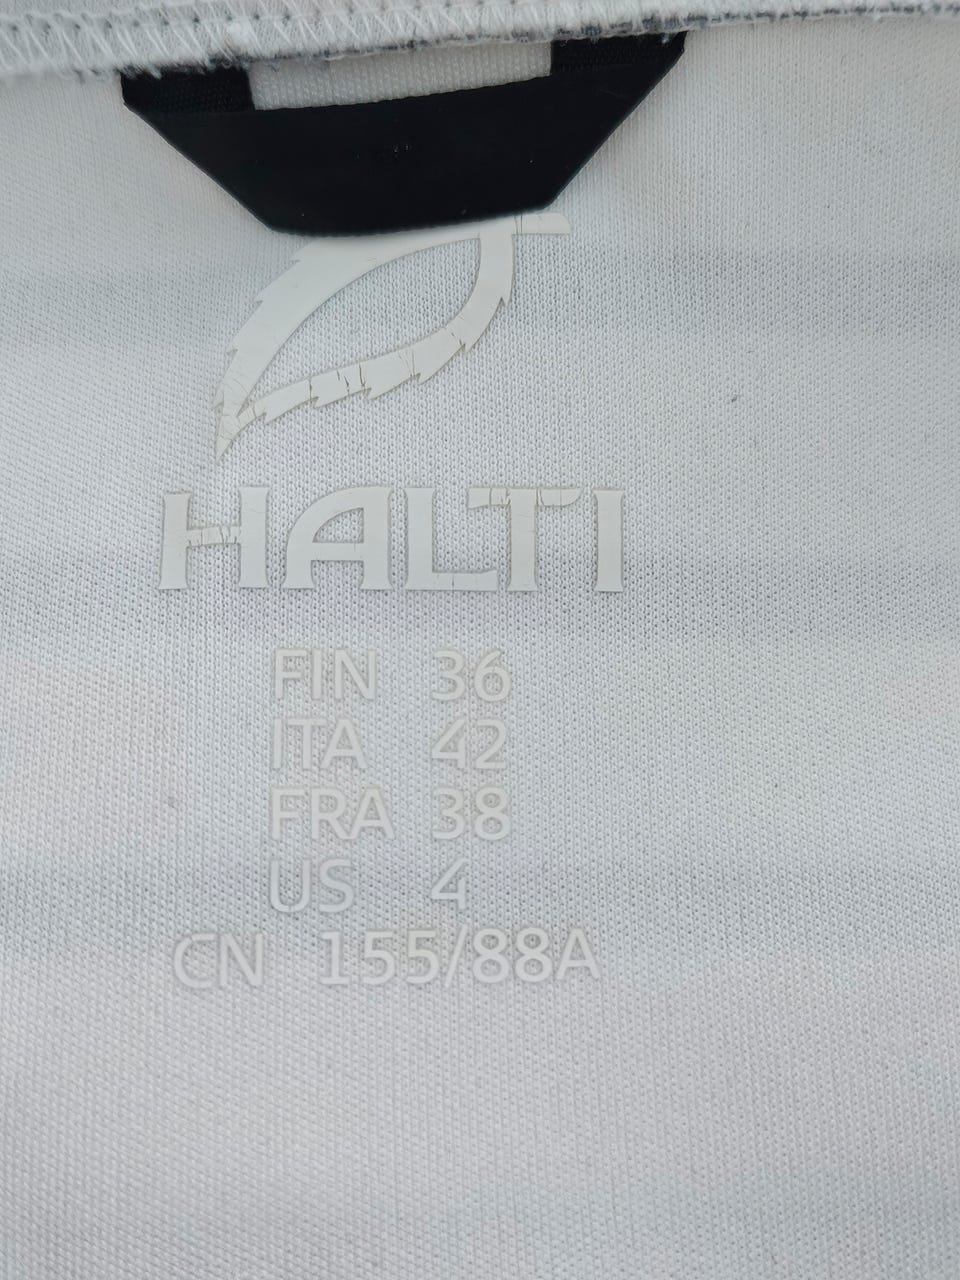 HALTI
FIN 36
ITA 42
FRA 38
US 4
CN 155/88A